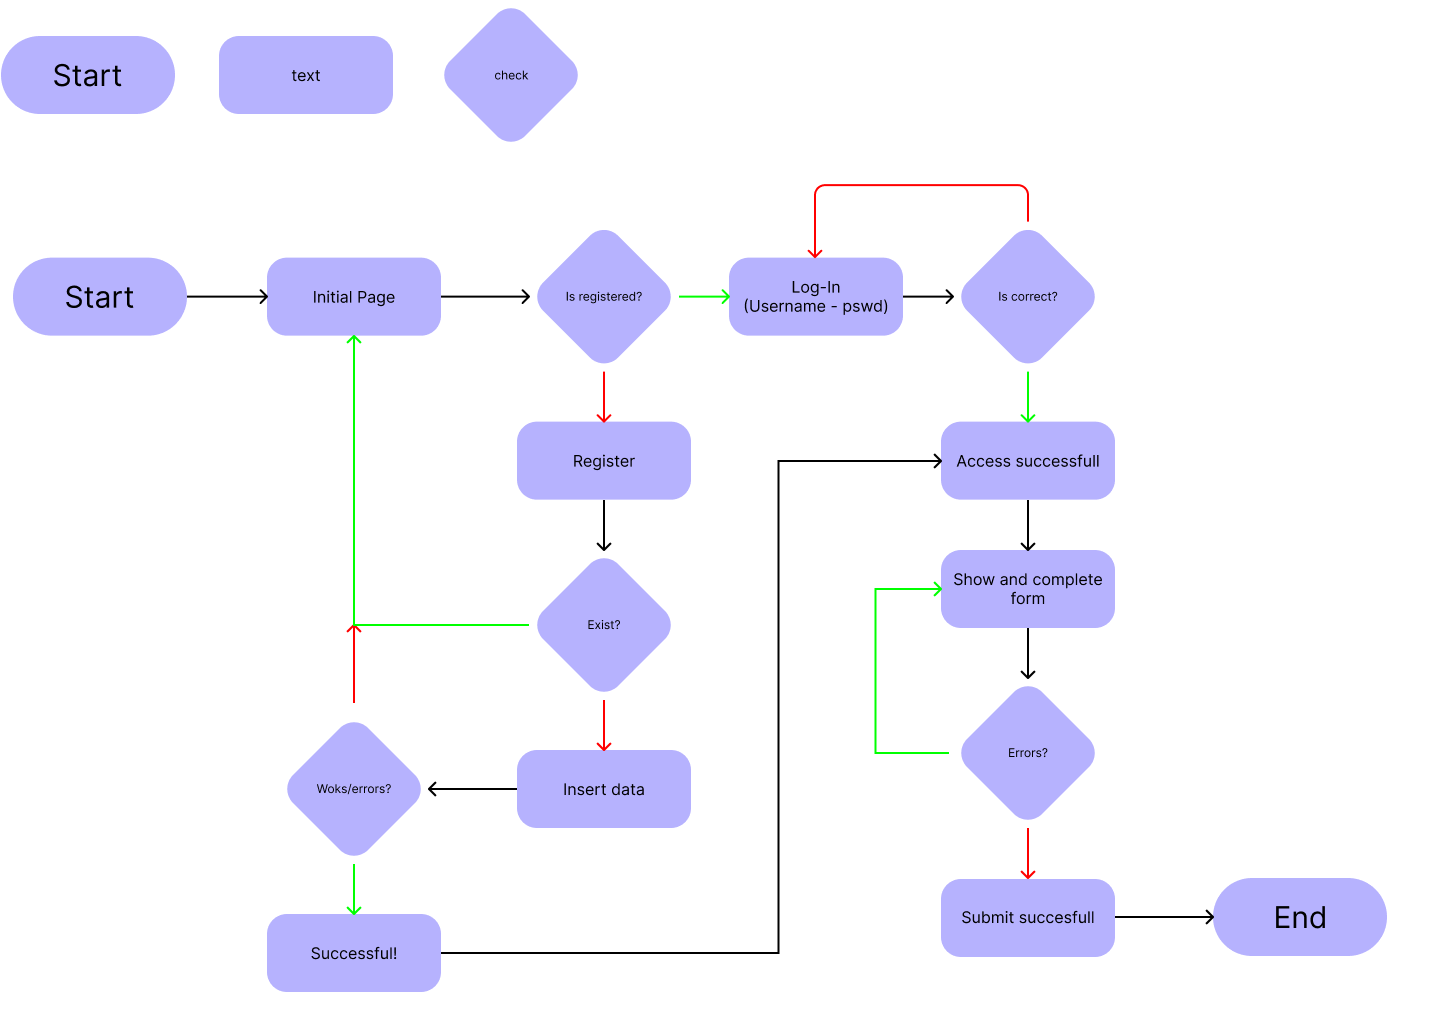 Start
text
check
Start
Initial Page
Is registered?
Log-In
(Username - pswd)
Is correct?
Register
Access successfull
Exist?
Show and complete
form
Woks/errors?
Insert data
Errors?
Successful!
Submit succesfull
End